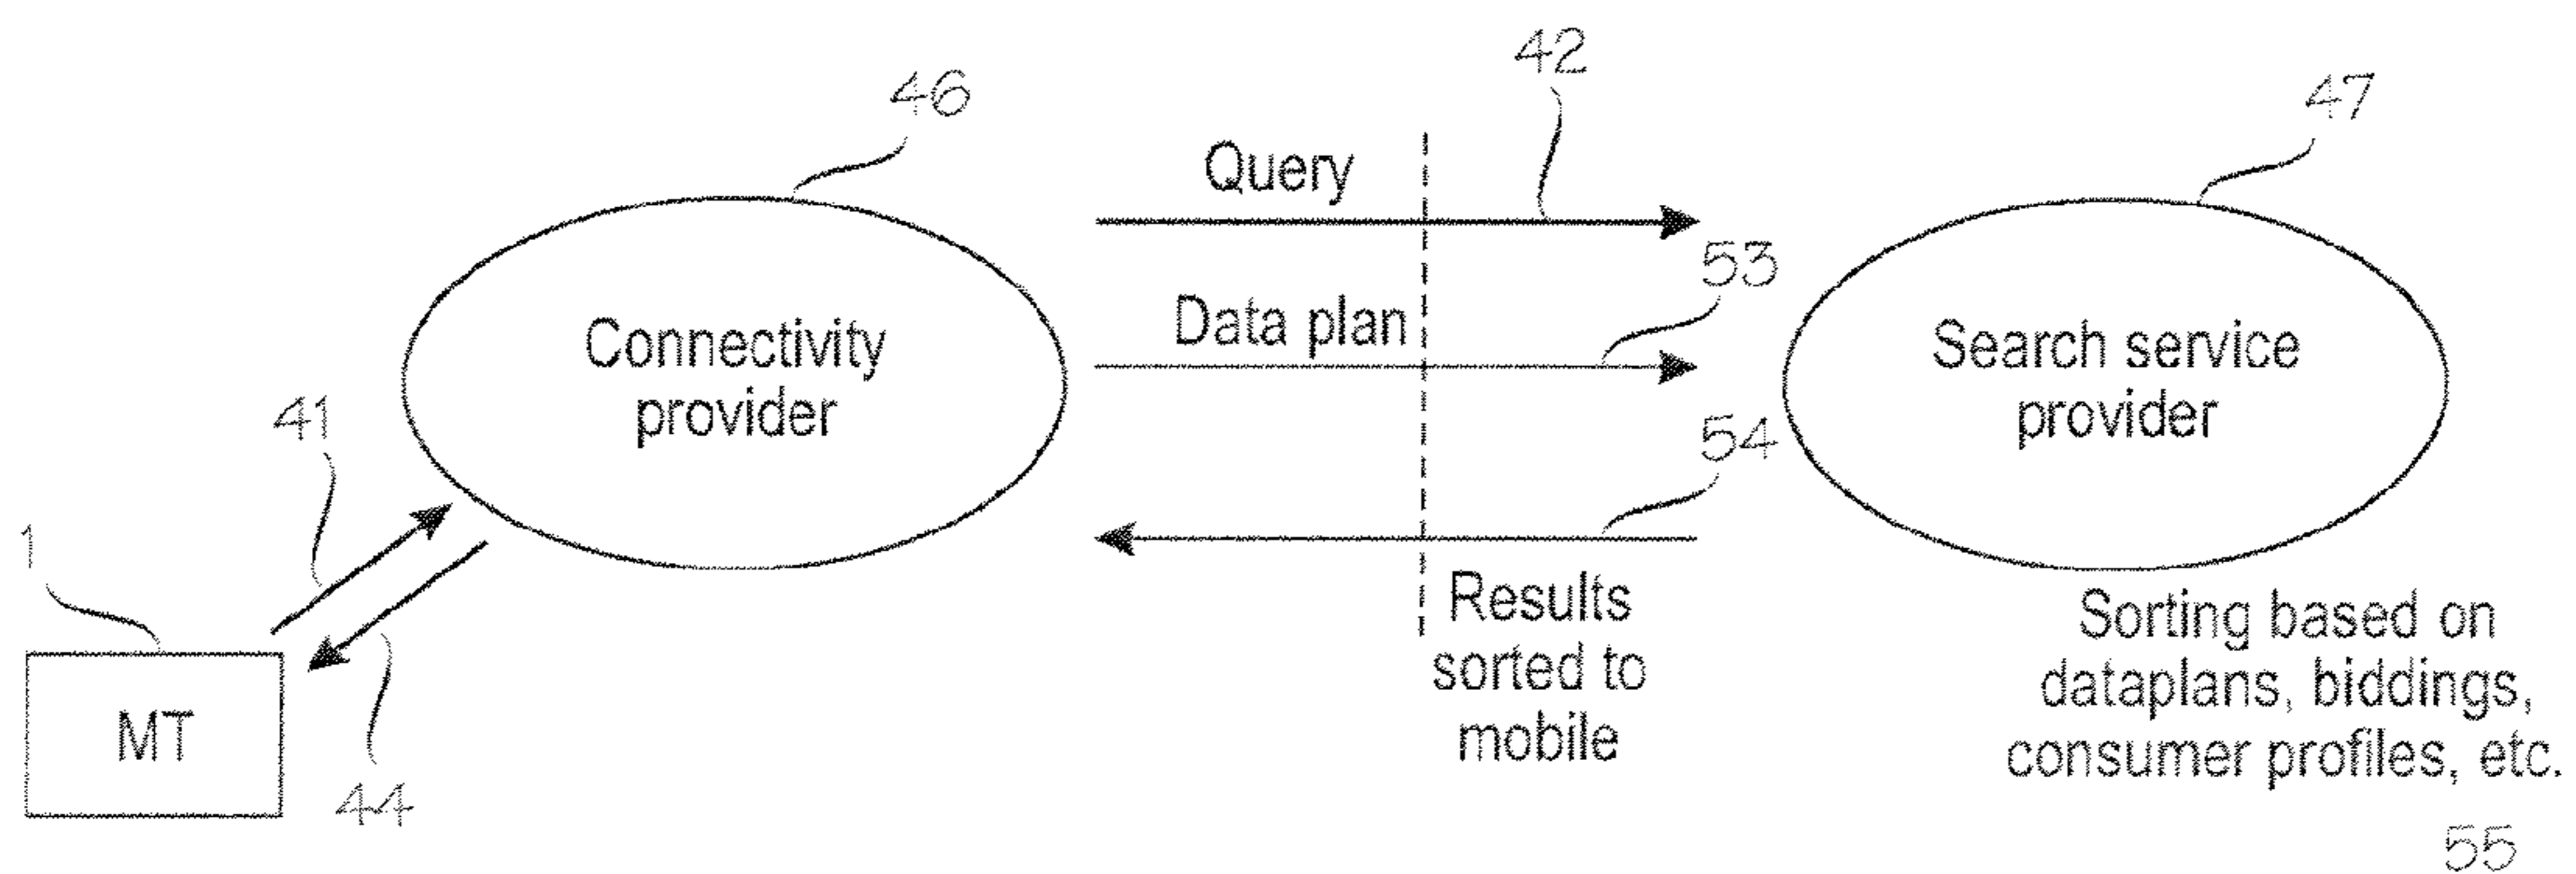 46
42
47
Query
53
Data plan
Connectivity
provider
Search service
provider
41
54
1
MT
44
Results
sorted to
mobile
Sorting based on
dataplans, biddings,
consumer profiles, etc.
55